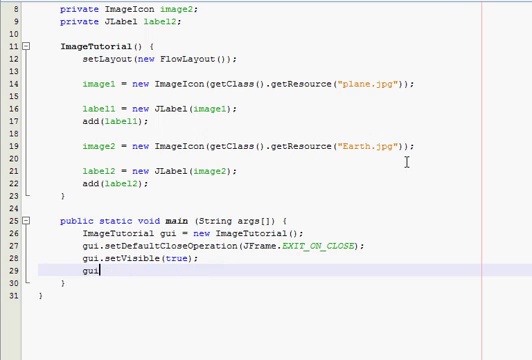 8 private ImageIcon image2;
9 private JLabel label2;
10
11 ImageTutorial() {
12 setLayout(new FlowLayout());
13
14 image1 = new ImageIcon(getClass().getResource("plane.jpg"));
15
16 label1 = new JLabel(image1);
17 add(label1);
18
19 image2 = new ImageIcon(getClass().getResource("Earth.jpg"));
20
21 label2 = new JLabel(image2);
22 add(label2);
23 }
24
25 public static void main (String args[]) {
26 ImageTutorial gui = new ImageTutorial();
27 gui.setDefaultCloseOperation(JFrame.EXIT_ON_CLOSE);
28 gui.setVisible(true);
29 gui
30 }
31 }